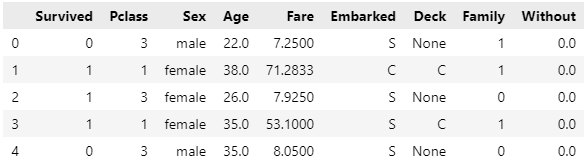 Survived Pclass Sex Age Fare Embarked Deck Family Without
0 0 3 male 22.0 7.2500 S None 1 0.0
1 1 1 female 38.0 71.2833 C C 1 0.0
2 1 3 female 26.0 7.9250 S None 0 0.0
3 1 1 female 35.0 53.1000 S C 1 0.0
4 0 3 male 35.0 8.0500 S None 0 0.0